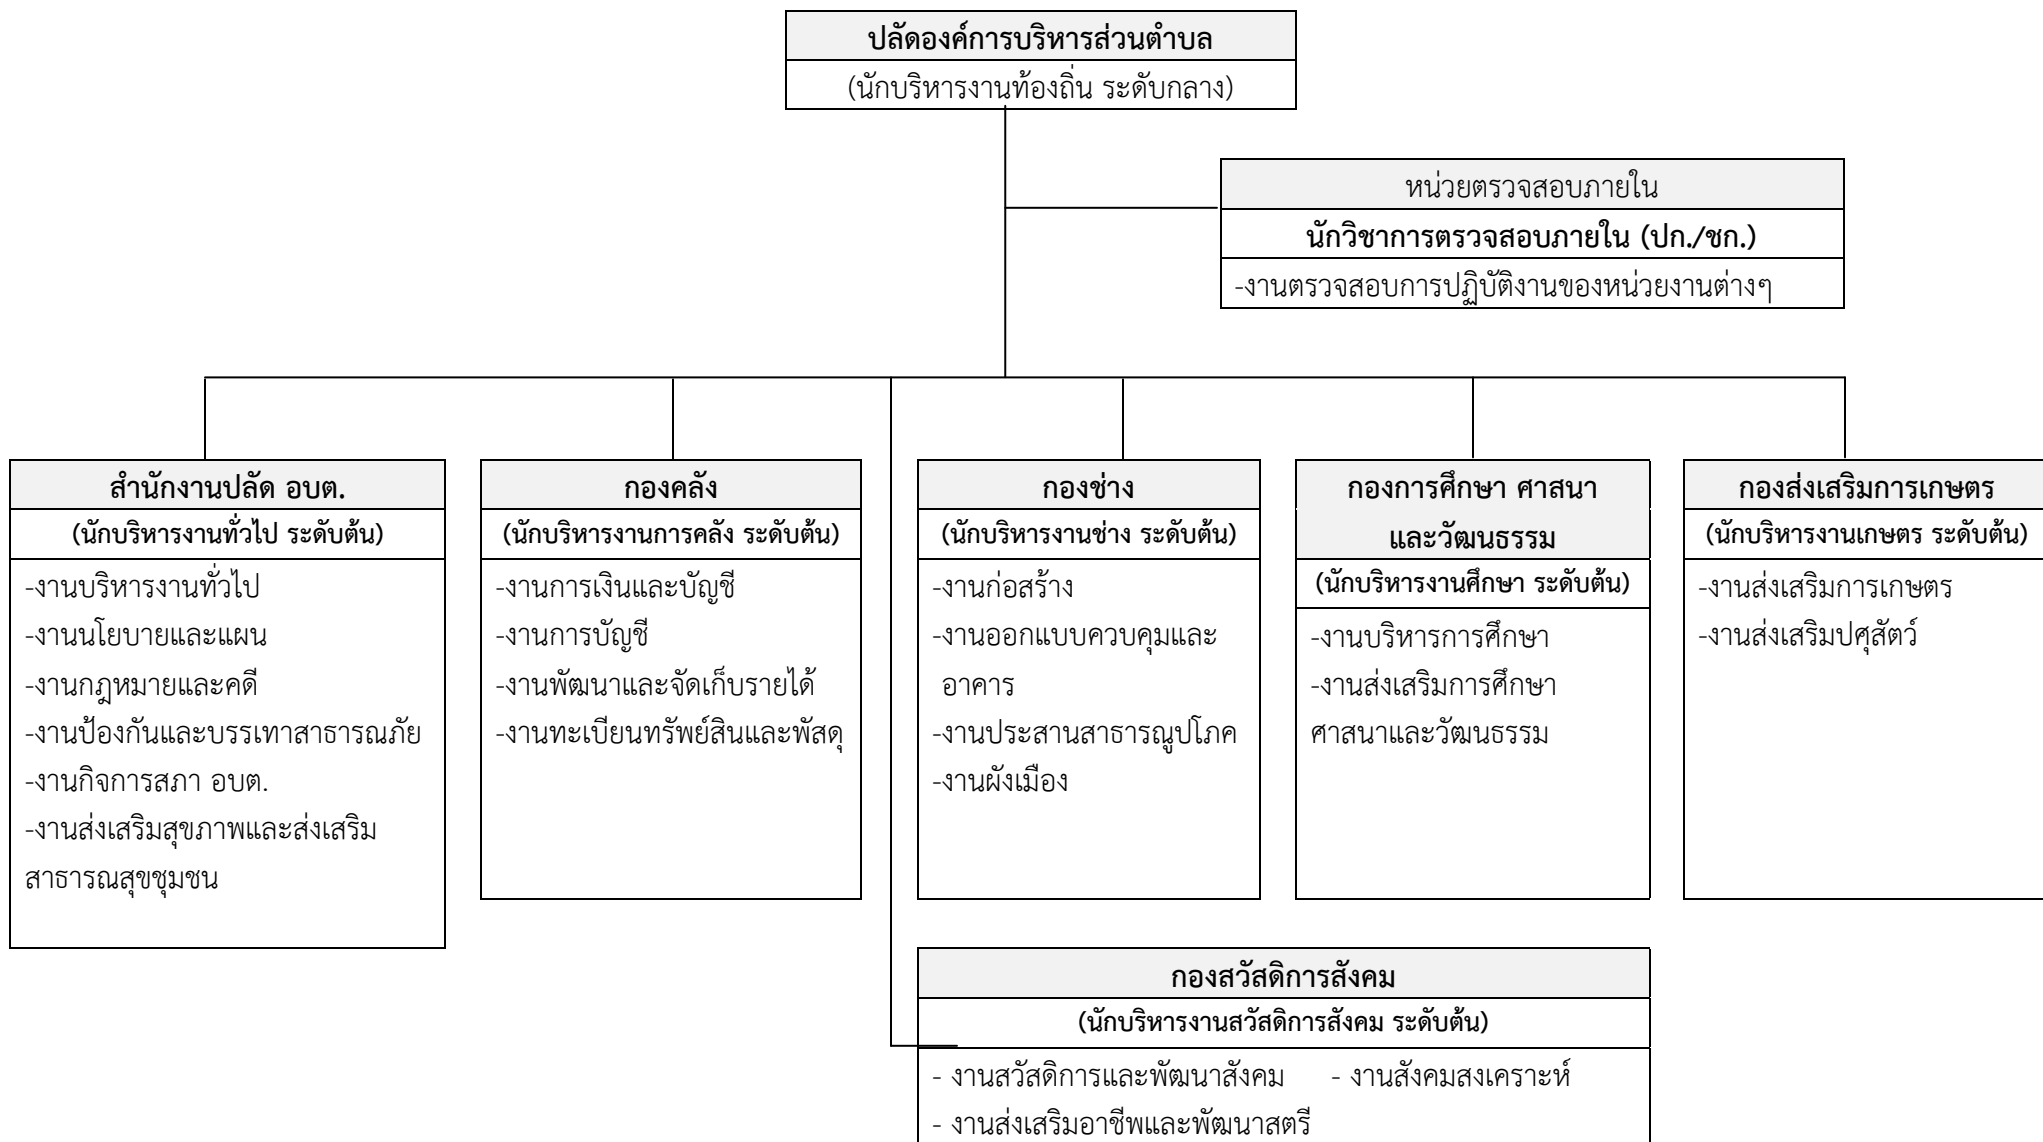 ปลัดองค์การบริหารส่วนตำบล
(นักบริหารงานท้องถิ่น ระดับกลาง)
หน่วยตรวจสอบภายใน
นักวิชาการตรวจสอบภายใน (ปก./ชก.)
-งานตรวจสอบการปฏิบัติงานของหน่วยงานต่างๆ
สำนักงานปลัด อบต.
(นักบริหารงานทั่วไป ระดับต้น)
-งานบริหารงานทั่วไป
-งานนโยบายและแผน
-งานกฎหมายและคดี
-งานป้องกันและบรรเทาสาธารณภัย
-งานกิจการสภา อบต.
-งานส่งเสริมสุขภาพและส่งเสริม
สาธารณสุขชุมชน
กองคลัง
(นักบริหารงานการคลัง ระดับต้น)
-งานการเงินและบัญชี
-งานการบัญชี
-งานพัฒนาและจัดเก็บรายได้
-งานทะเบียนทรัพย์สินและพัสดุ
กองช่าง
(นักบริหารงานช่าง ระดับต้น)
-งานก่อสร้าง
-งานออกแบบควบคุมและ
อาคาร
-งานประสานสาธารณูปโภค
-งานผังเมือง
กองการศึกษา ศาสนา
และวัฒนธรรม
(นักบริหารงานศึกษา ระดับต้น)
-งานบริหารการศึกษา
-งานส่งเสริมการศึกษา
ศาสนาและวัฒนธรรม
กองส่งเสริมการเกษตร
(นักบริหารงานเกษตร ระดับต้น)
-งานส่งเสริมการเกษตร
-งานส่งเสริมปศุสัตว์
กองสวัสดิการสังคม
(นักบริหารงานสวัสดิการสังคม ระดับต้น)
- งานสวัสดิการและพัฒนาสังคม - งานสังคมสงเคราะห์
- งานส่งเสริมอาชีพและพัฒนาสตรี